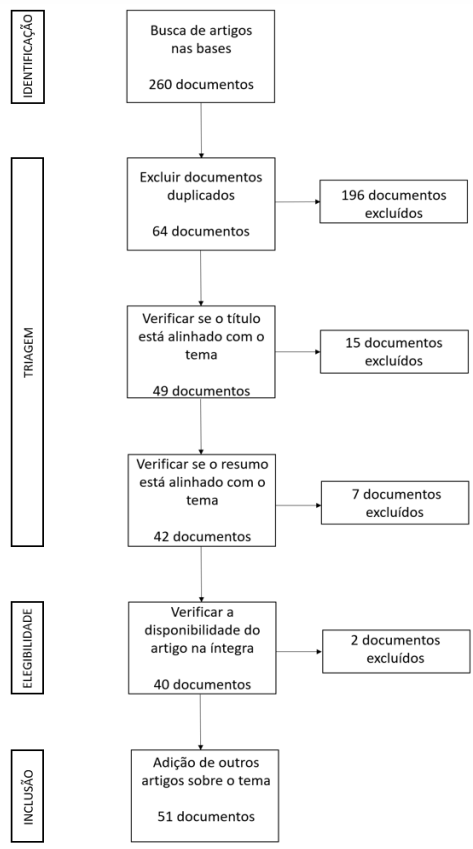 IDENTIFICAÇÃO
Busca de artigos
nas bases
260 documentos
TRIAGEM
Excluir documentos
duplicados
64 documentos
196 documentos
excluídos
Verificar se o título
está alinhado com o
tema
49 documentos
15 documentos
excluídos
Verificar se o resumo
está alinhado com o
tema
42 documentos
7 documentos
excluídos
ELEGIBILIDADE
Verificar a
disponibilidade do
artigo na íntegra
40 documentos
2 documentos
excluídos
INCLUSÃO
Adição de outros
artigos sobre o tema
51 documentos